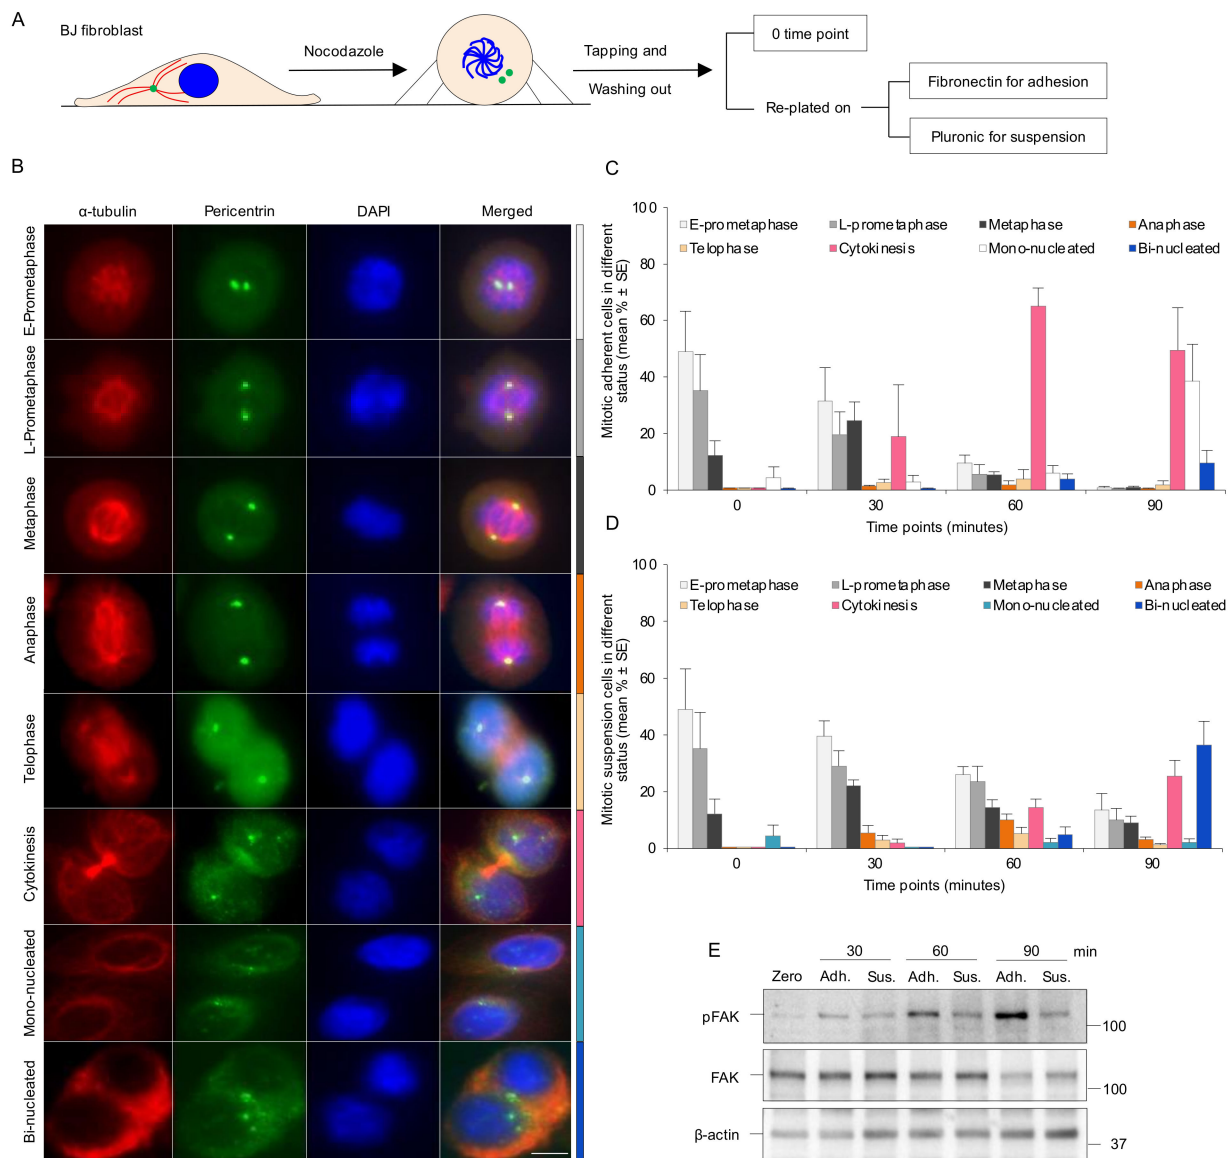 A
BJ fibroblast
Nocodazole
Tapping and
Washing out
0 time point
Re-plated on
Fibronectin for adhesion
Pluronic for suspension
B
α-tubulin
Pericentrin
DAPI
Merged
E-Prometaphase
L-Prometaphase
Metaphase
Anaphase
Telophase
Cytokinesis
Mono-nucleated
Bi-nucleated
C
Mitotic adherent cells in different
status (mean % ± SE)
100
80
60
40
20
0
E-prometaphase
L-prometaphase
Metaphase
Anaphase
Telophase
Cytokinesis
Mono-nucleated
Bi-nucleated
0
30
60
90
Time points (minutes)
D
Mitotic suspension cells in different
status (mean % ± SE)
100
80
60
40
20
0
E-prometaphase
L-prometaphase
Metaphase
Anaphase
Telophase
Cytokinesis
Mono-nucleated
Bi-nucleated
0
30
60
90
Time points (minutes)
E
30
60
90
min
Zero
Adh.
Sus.
Adh.
Sus.
Adh.
Sus.
pFAK
100
FAK
100
β-actin
37